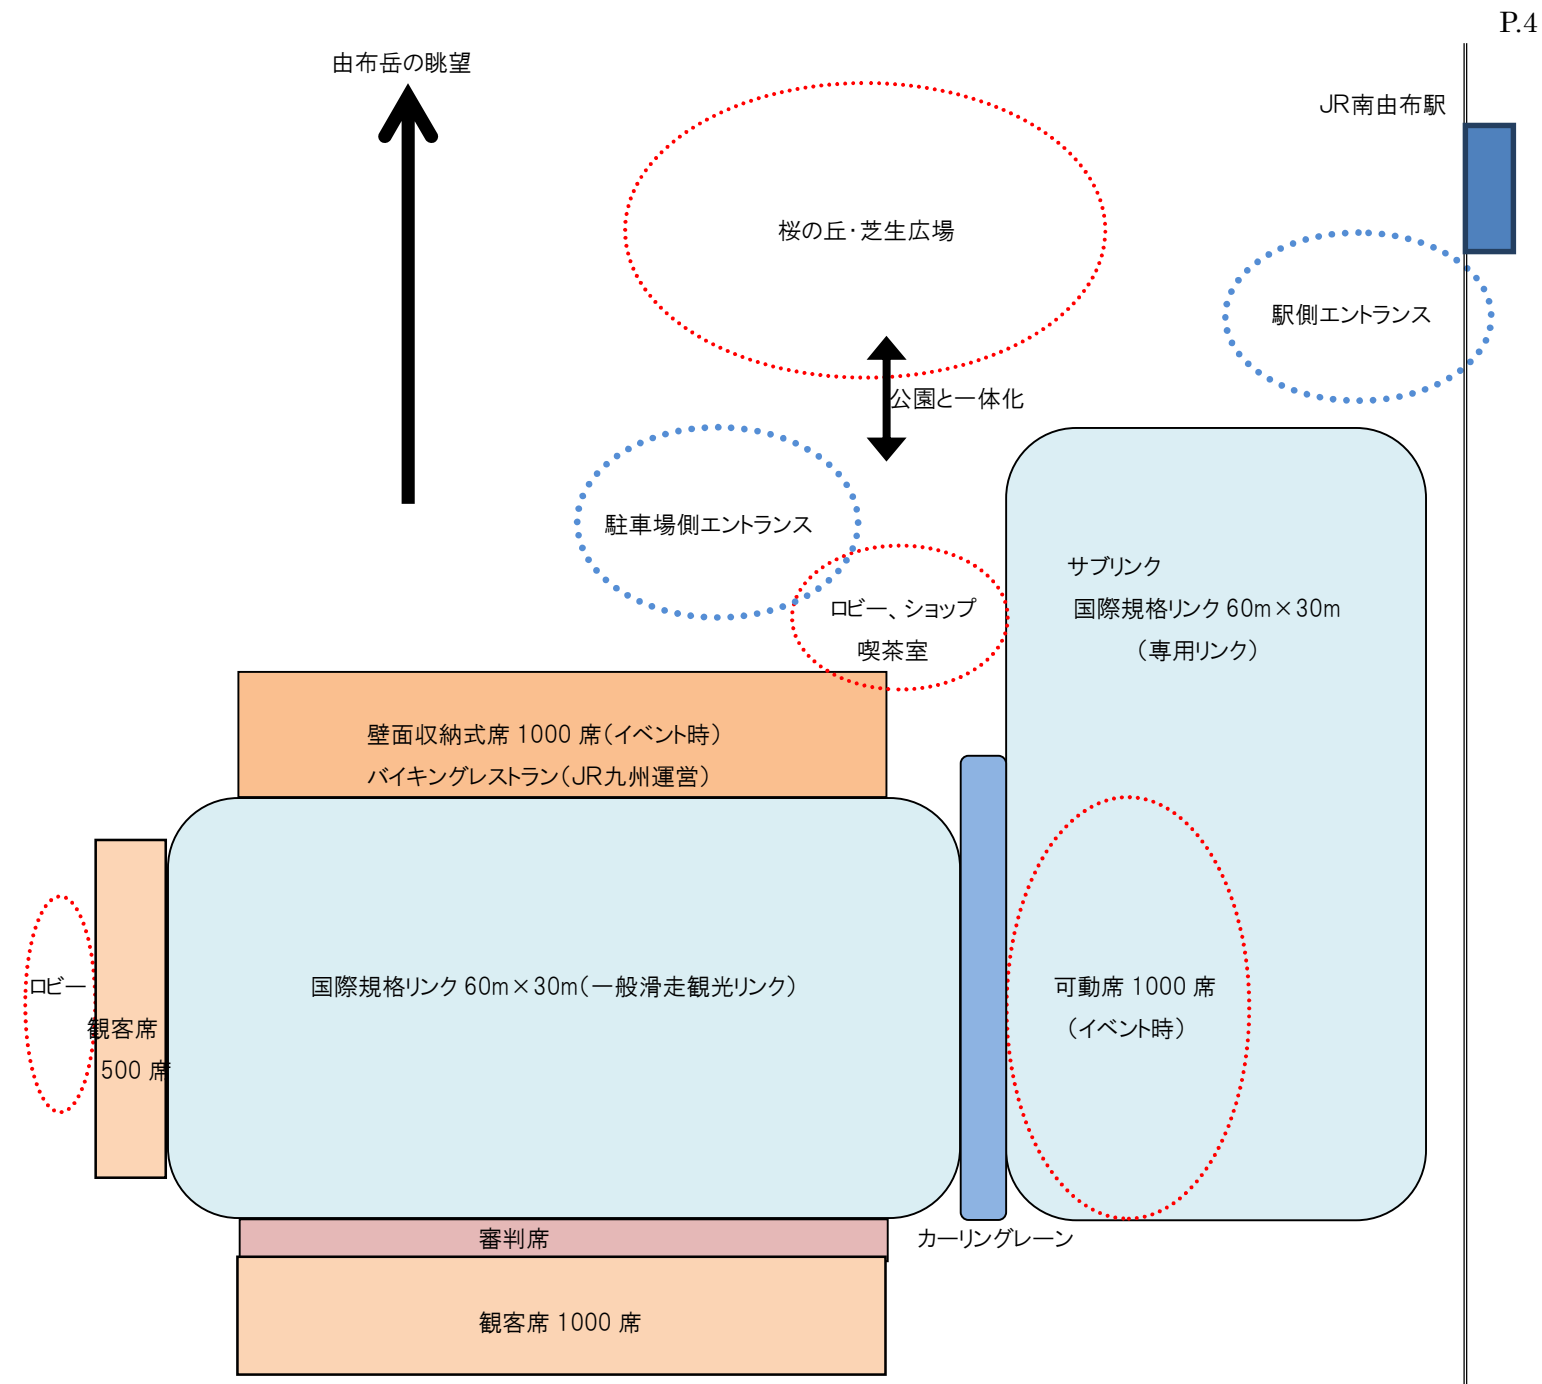 P.4
由布岳の眺望
JR南由布駅
桜の丘・芝生広場
駅側エントランス
公園と一体化
駐車場側エントランス
サブリンク
ロビー、ショップ
喫茶室
国際規格リンク 60m×30m
（専用リンク）
壁面収納式席 1000 席（イベント時）
バイキングレストラン（JR九州運営）
ロビー
観客席
500 席
国際規格リンク 60m×30m（一般滑走観光リンク）
可動席 1000 席
（イベント時）
審判席
カーリングレーン
観客席 1000 席